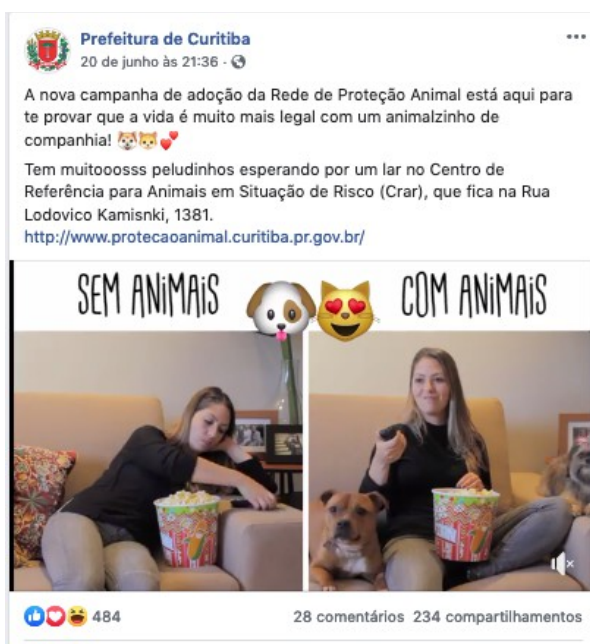 Prefeitura de Curitiba
20 de junho às 21:36 ·
A nova campanha de adoção da Rede de Proteção Animal está aqui para
te provar que a vida é muito mais legal com um animalzinho de
companhia! 🐶🐱💕
Tem muitooosss peludinhos esperando por um lar no Centro de
Referência para Animais em Situação de Risco (Crar), que fica na Rua
Lodovico Kamisnki, 1381.
http://www.protecaoanimal.curitiba.pr.gov.br/
SEM ANiMAiS COM ANiMAiS
484 28 comentários 234 compartilhamentos